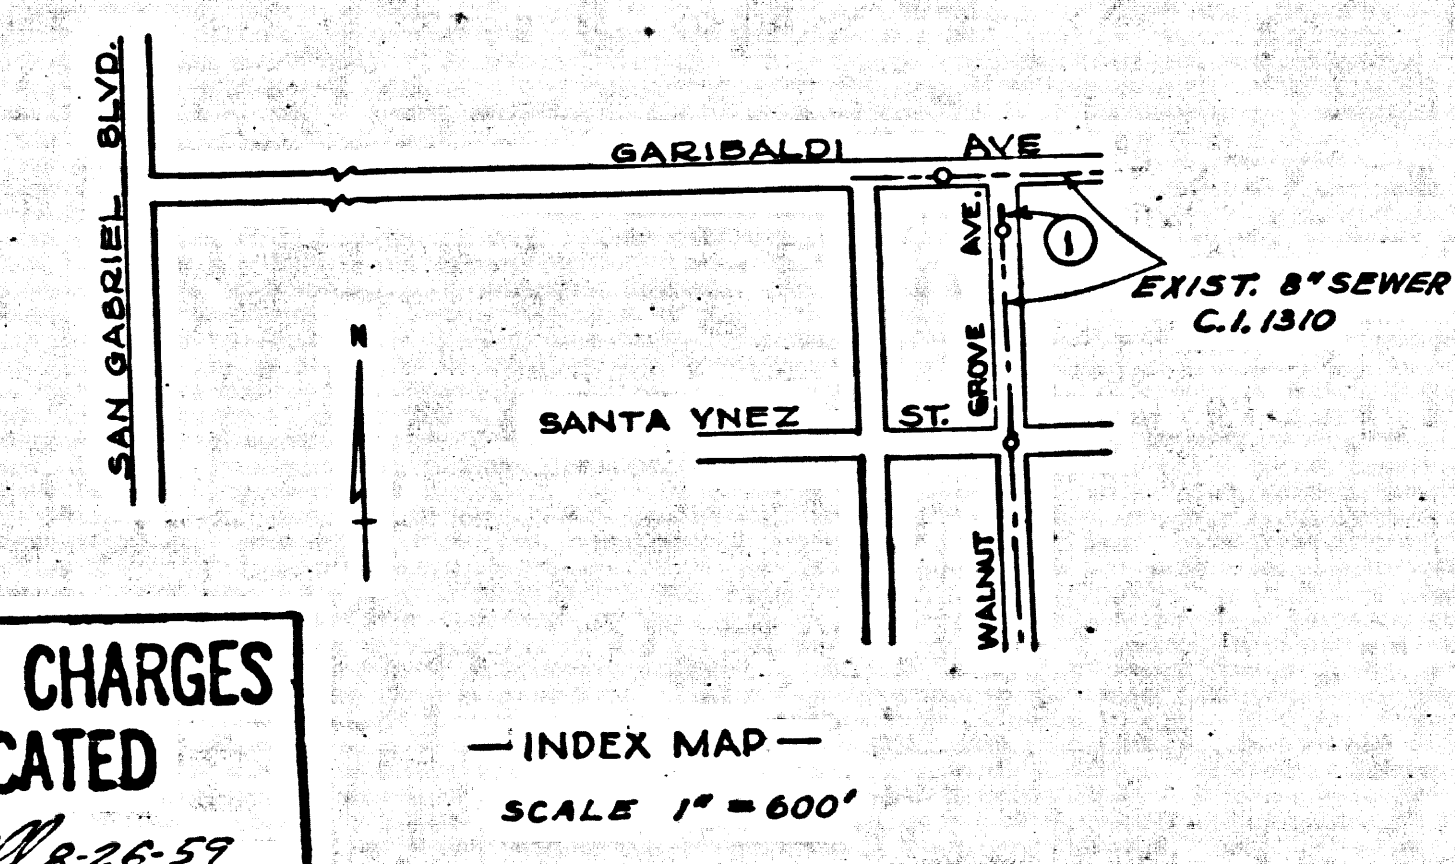 SAN GABRIEL BLVD.
GARIBALDI AVE
WALNUT GROVE AVE.
1
EXIST. 8" SEWER
C.I. 1310
N
SANTA YNEZ ST.
CHARGES
CATED
8-26-59
— INDEX MAP —
SCALE 1" = 600'